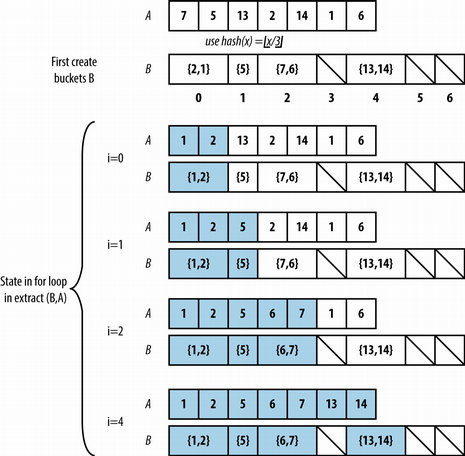 A 7 5 13 2 14 1 6
use hash(x) = ⌊x/3⌋
First create
buckets B
B {2,1} {5} {7,6} {13,14}
0 1 2 3 4 5 6
i=0
A 1 2 13 2 14 1 6
B {1,2} {5} {7,6} {13,14}
i=1
A 1 2 5 2 14 1 6
B {1,2} {5} {7,6} {13,14}
State in for loop
in extract (B,A)
i=2
A 1 2 5 6 7 1 6
B {1,2} {5} {6,7} {13,14}
i=4
A 1 2 5 6 7 13 14
B {1,2} {5} {6,7} {13,14}